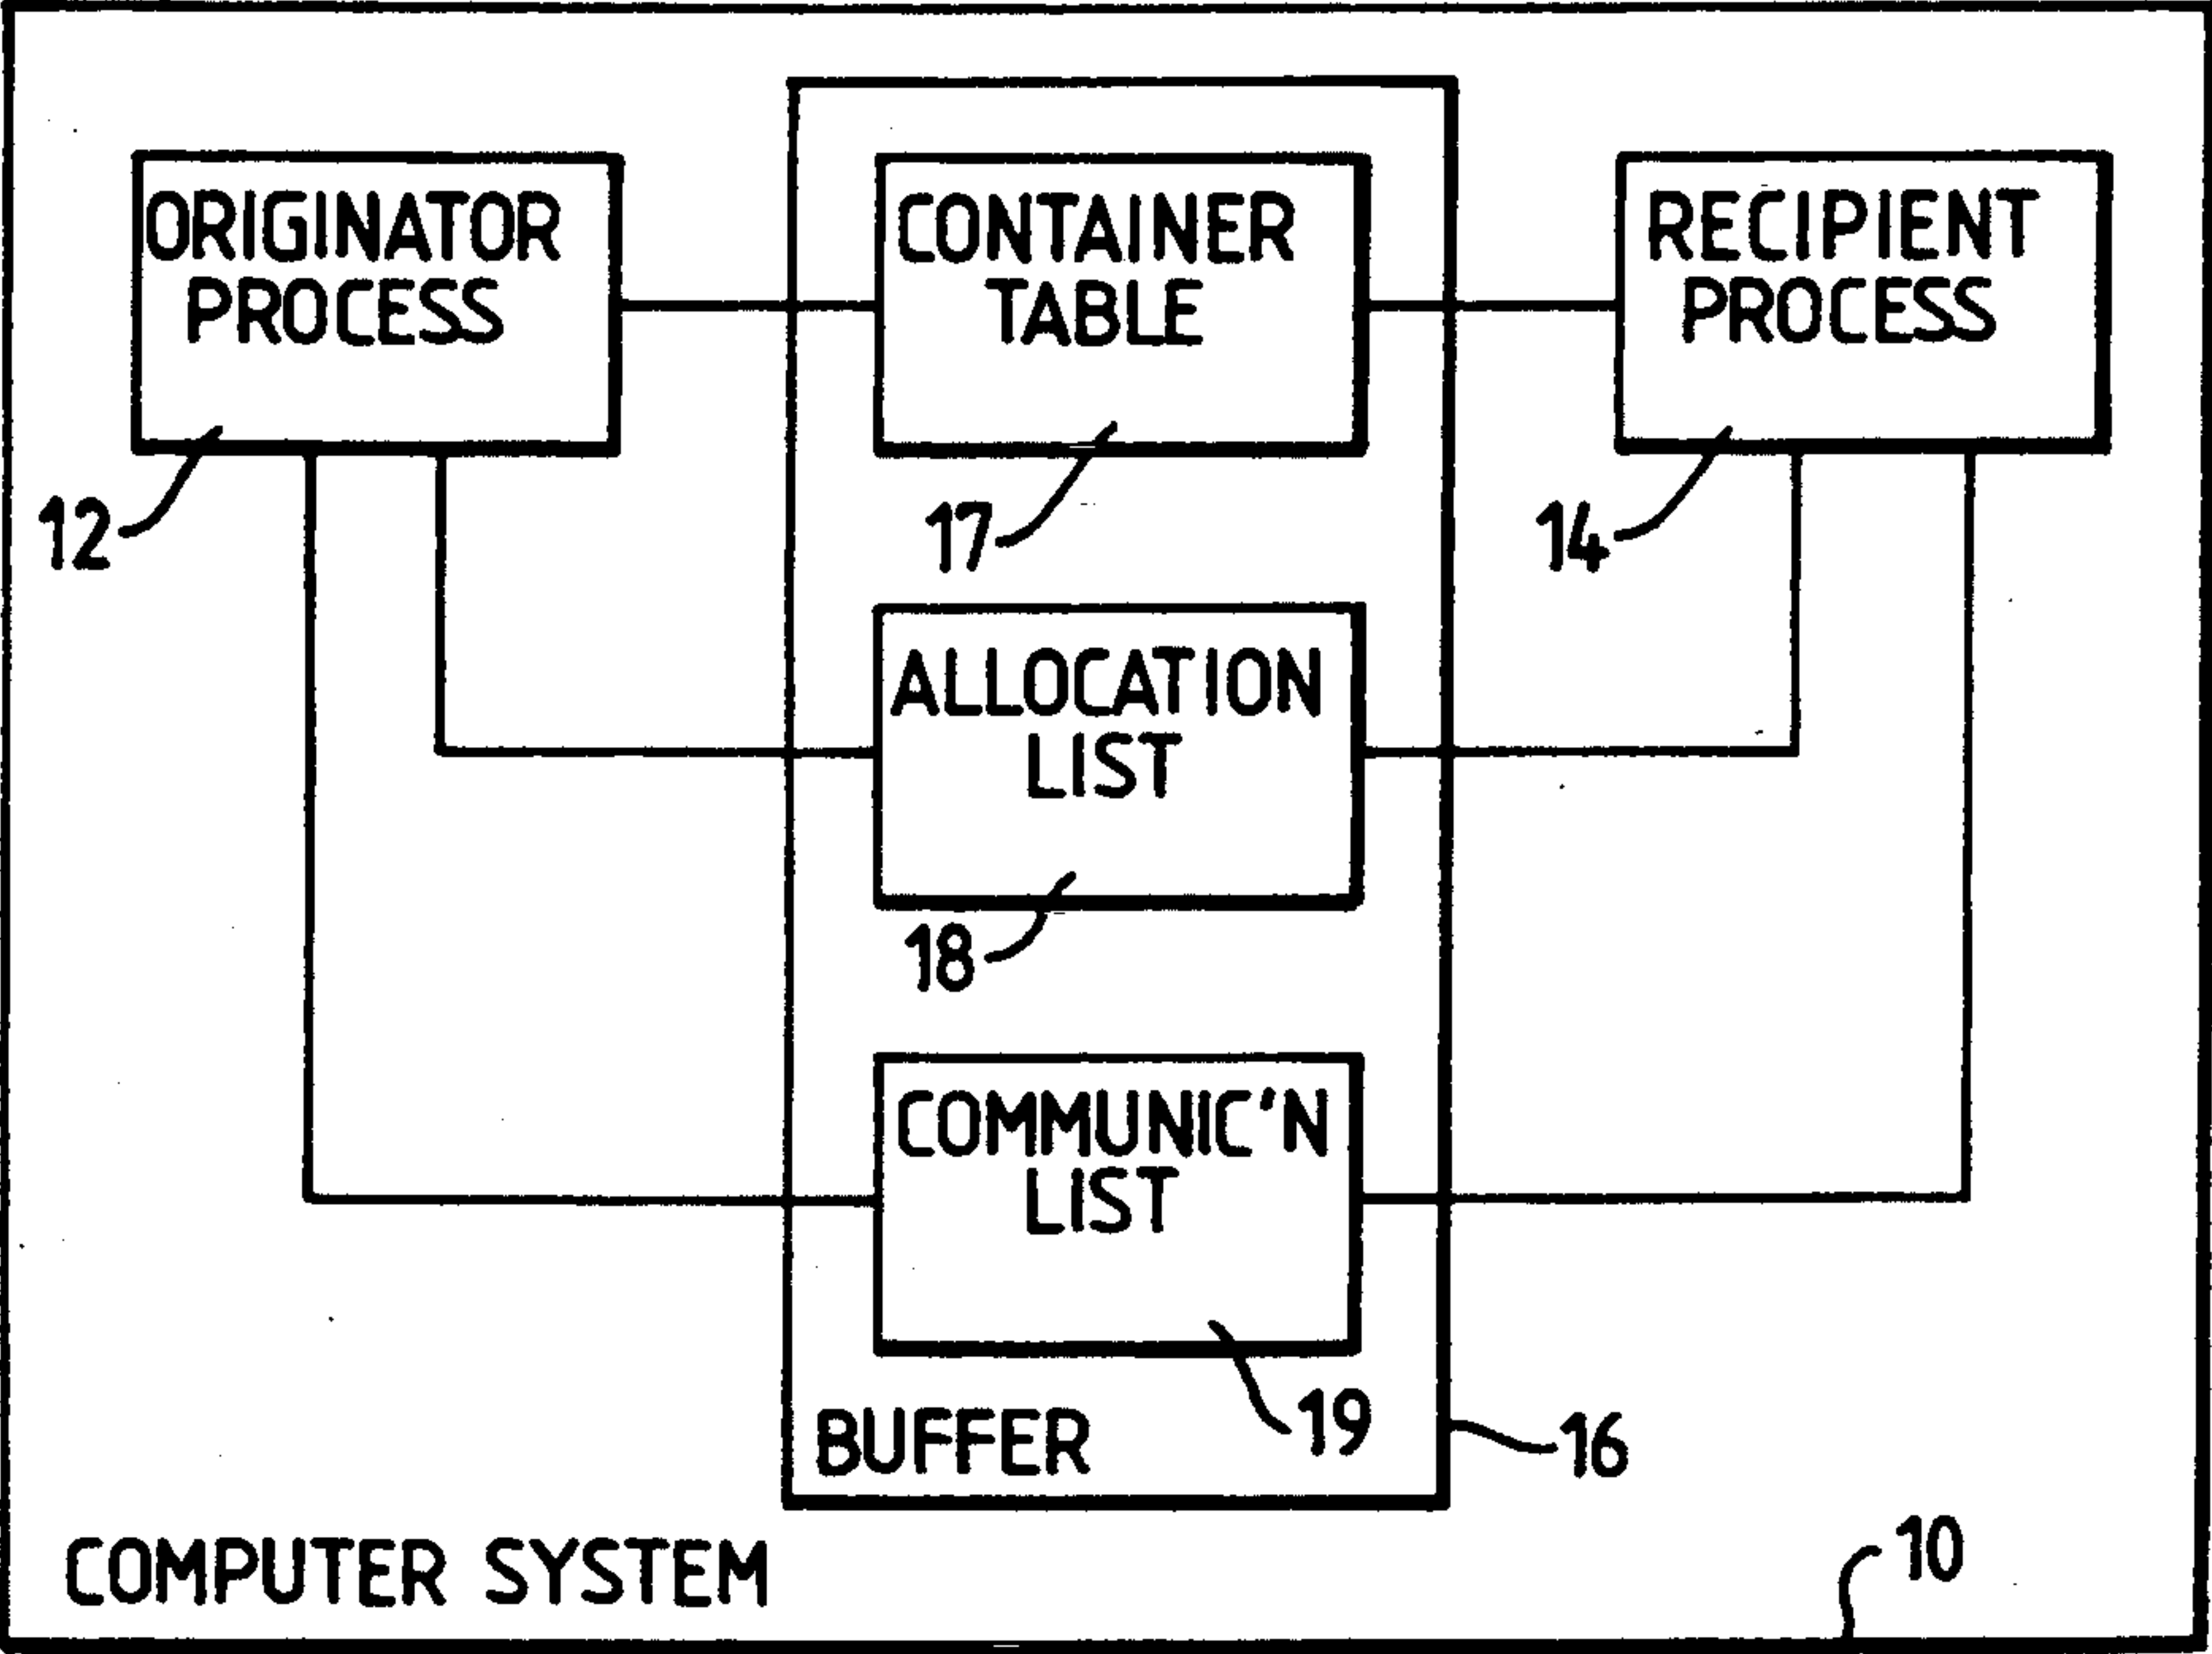 ORIGINATOR
PROCESS
12
CONTAINER
TABLE
17
RECIPIENT
PROCESS
14
ALLOCATION
LIST
18
COMMUNIC'N
LIST
19
BUFFER
16
COMPUTER SYSTEM
10